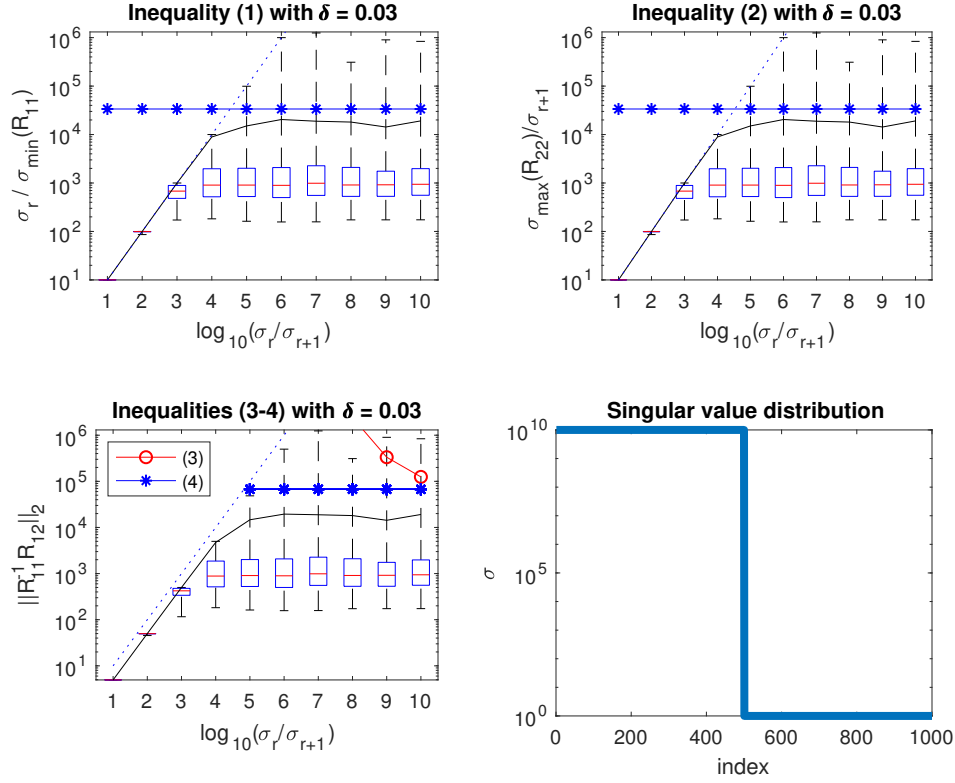 Inequality (1) with δ = 0.03
10^6
10^5
10^4
10^3
10^2
10^1
σ_r / σ_min(R_11)
1 2 3 4 5 6 7 8 9 10
log_10(σ_r/σ_r+1)
Inequality (2) with δ = 0.03
10^6
10^5
10^4
10^3
10^2
10^1
σ_max(R_22)/σ_r+1
1 2 3 4 5 6 7 8 9 10
log_10(σ_r/σ_r+1)
Inequalities (3-4) with δ = 0.03
(3)
(4)
10^6
10^5
10^4
10^3
10^2
10^1
||R_11^-1 R_12||_2
1 2 3 4 5 6 7 8 9 10
log_10(σ_r/σ_r+1)
Singular value distribution
10^10
10^5
10^0
σ
0 200 400 600 800 1000
index